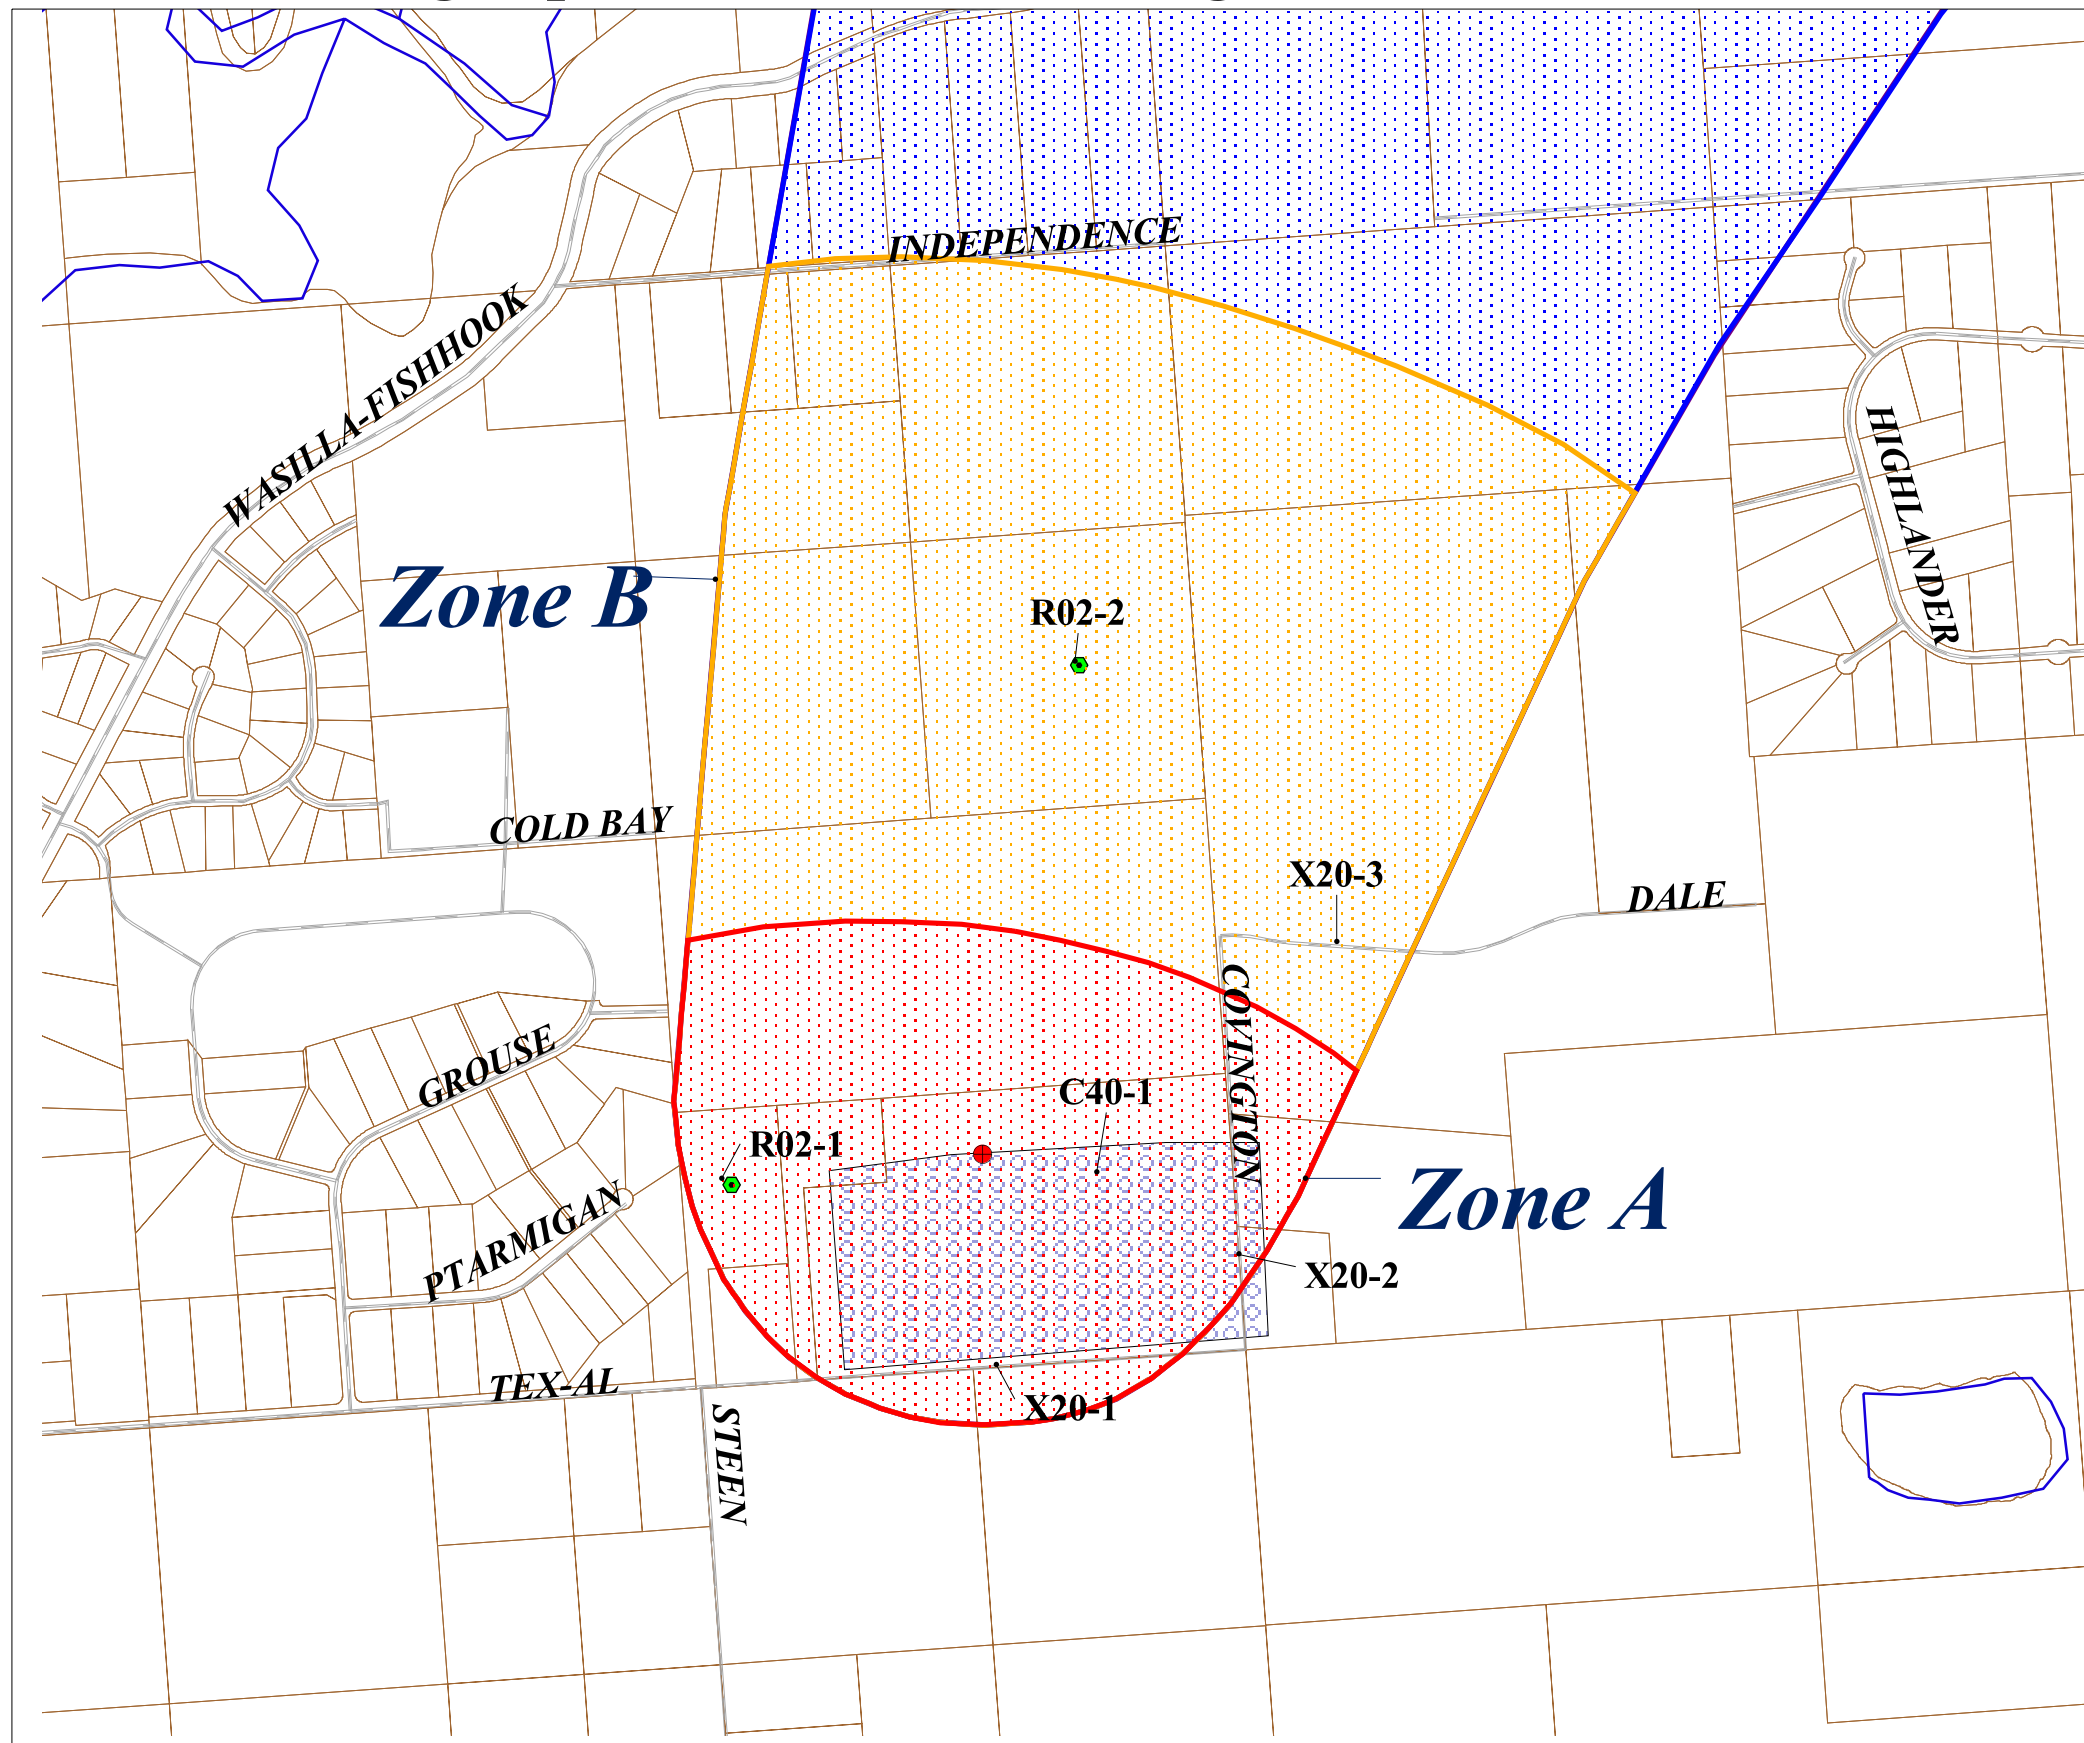 INDEPENDENCE
WASILLA-FISHHOOK
HIGHLANDER
Zone B
R02-2
COLD BAY
X20-3
DALE
COVINGTON
GROUSE
C40-1
R02-1
PTARMIGAN
Zone A
X20-2
TEX-AL
X20-1
STEEN